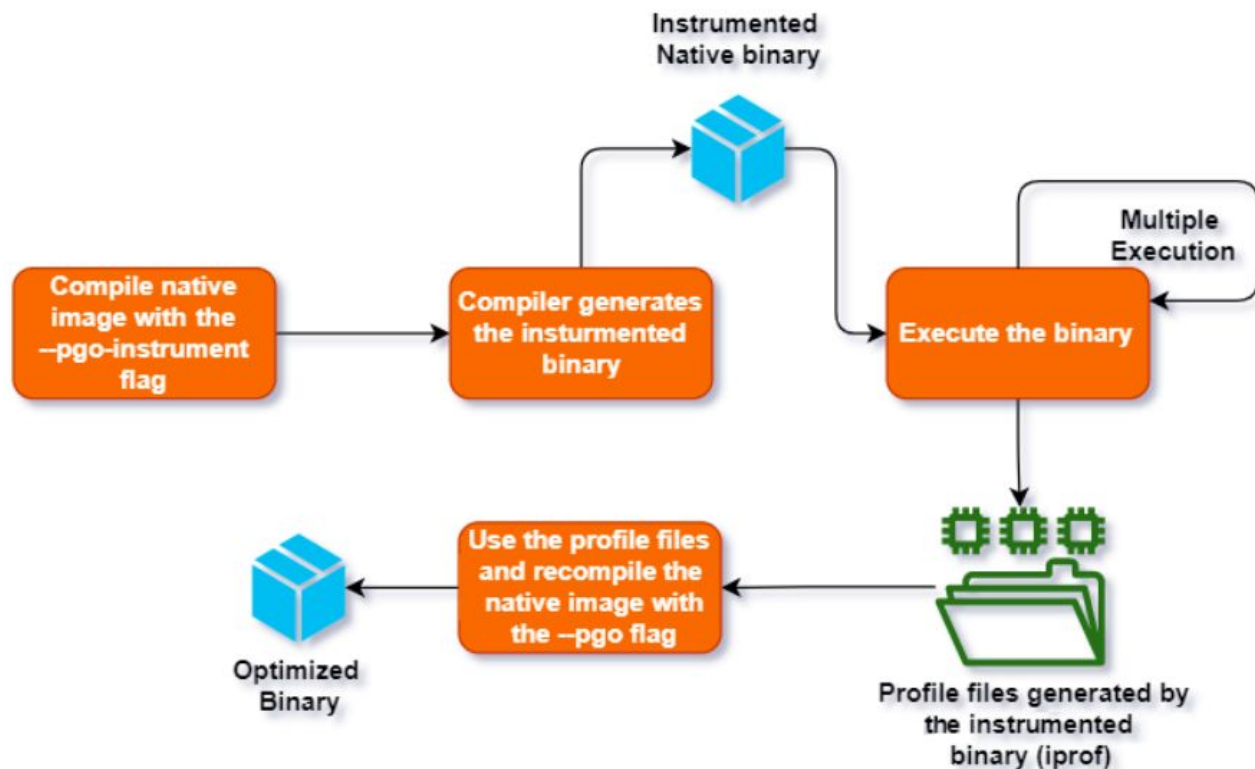 Instrumented
Native binary
Multiple
Execution
Compile native
image with the
--pgo-instrument
flag
Compiler generates
the insturmented
binary
Execute the binary
Use the profile files
and recompile the
native image with
the --pgo flag
Optimized
Binary
Profile files generated by
the instrumented
binary (iprof)